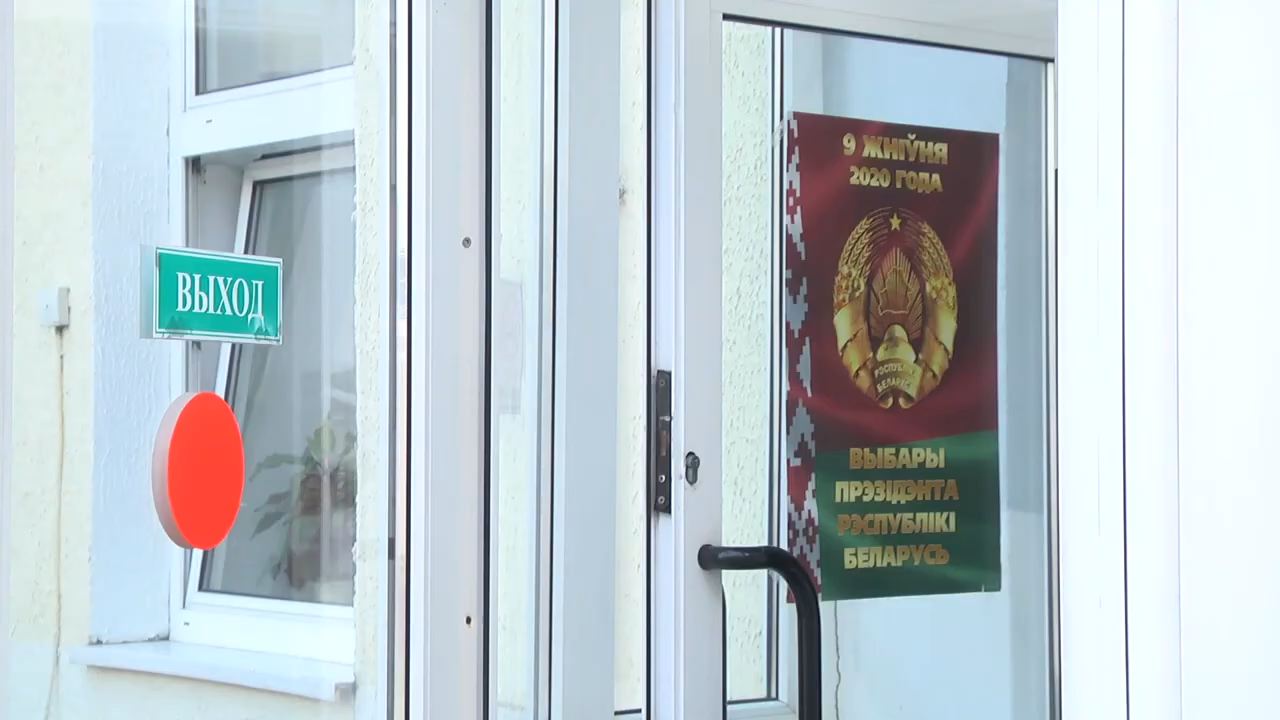 ВЫХОД
9 ЖНІЎНЯ
2020 ГОДА
РЭСПУБЛІКА
БЕЛАРУСЬ
ВЫБАРЫ
ПРЭЗІДЭНТА
РЭСПУБЛІКІ
БЕЛАРУСЬ